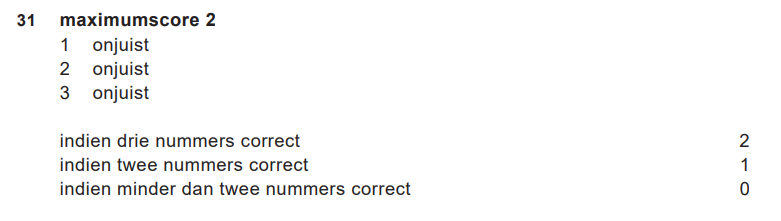 31 maximumscore 2
1 onjuist
2 onjuist
3 onjuist
indien drie nummers correct 2
indien twee nummers correct 1
indien minder dan twee nummers correct 0